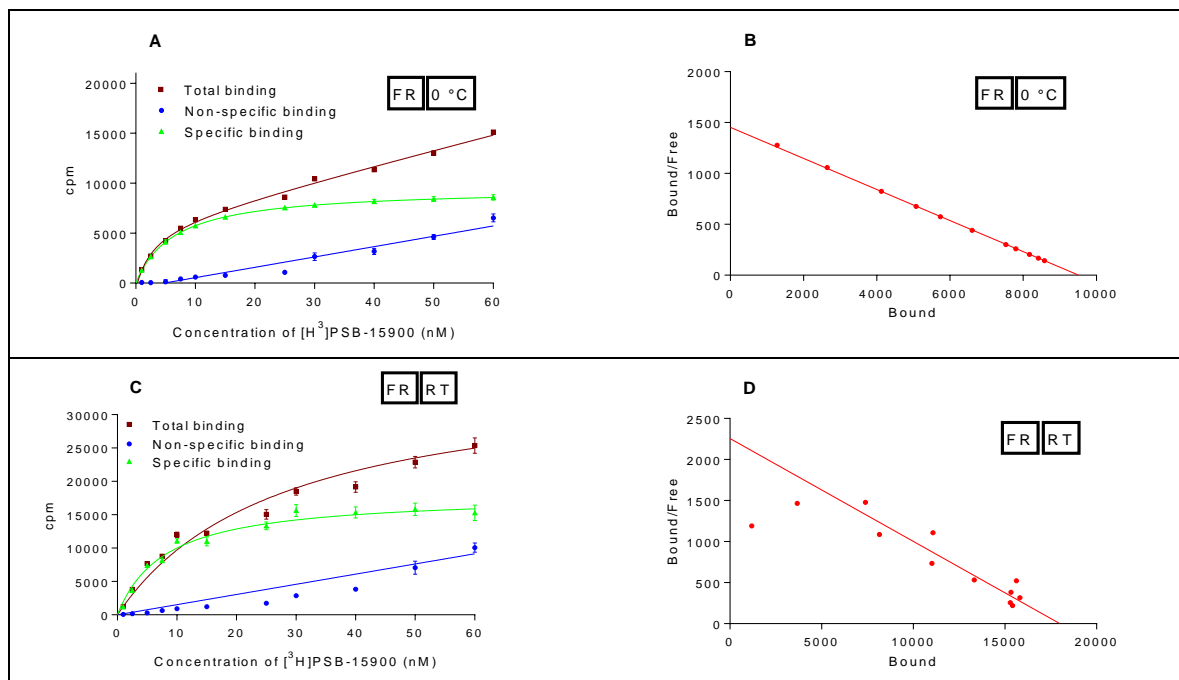 A
20000
15000
10000
5000
0
cpm
Total binding
Non-specific binding
Specific binding
FR 0 °C
0 10 20 30 40 50 60
Concentration of [H³]PSB-15900 (nM)
B
2000
1500
1000
500
0
Bound/Free
FR 0 °C
0 2000 4000 6000 8000 10000
Bound
C
30000
25000
20000
15000
10000
5000
0
cpm
Total binding
Non-specific binding
Specific binding
FR RT
0 10 20 30 40 50 60
Concentration of [³H]PSB-15900 (nM)
D
2500
2000
1500
1000
500
0
Bound/Free
FR RT
0 5000 10000 15000 20000
Bound